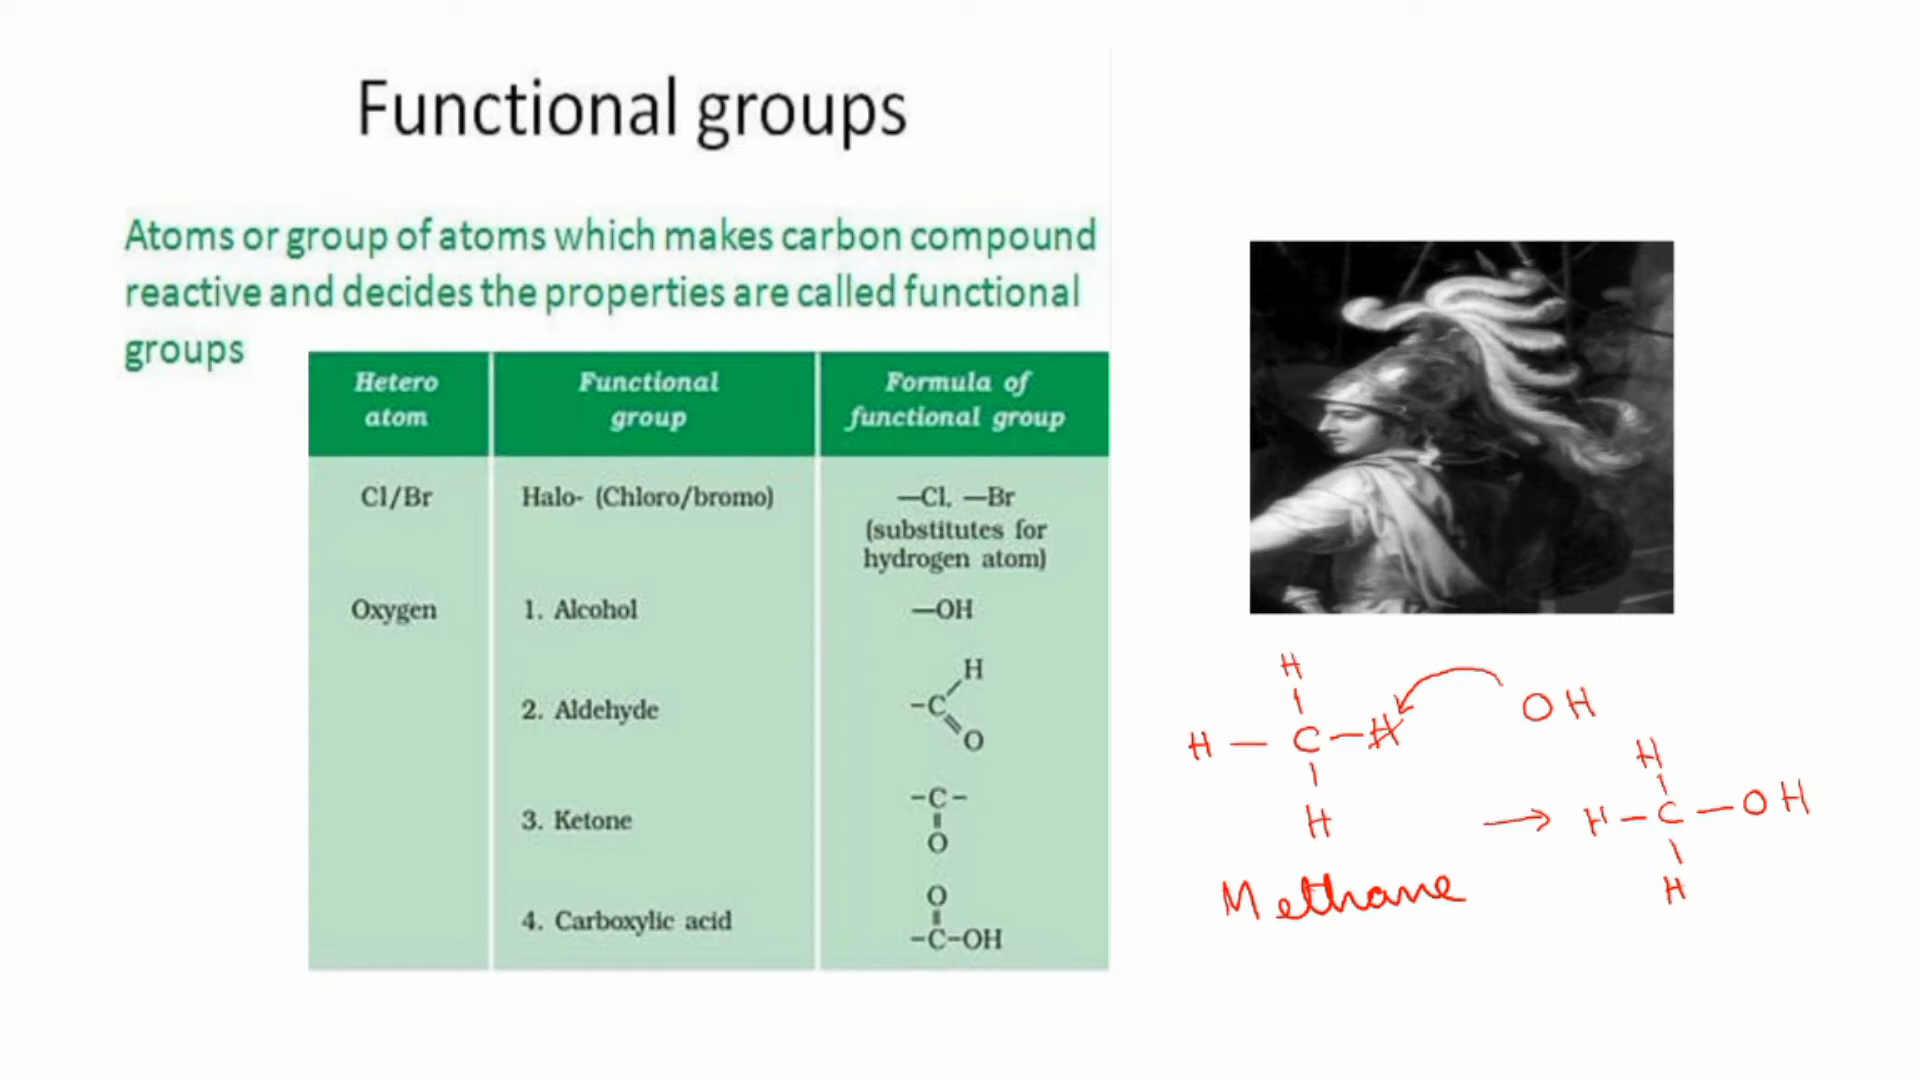 Functional groups
Atoms or group of atoms which makes carbon compound
reactive and decides the properties are called functional
groups
Hetero atom
Functional group
Formula of functional group
Cl/Br
Halo- (Chloro/bromo)
—Cl, —Br
(substitutes for
hydrogen atom)
Oxygen
1. Alcohol
—OH
2. Aldehyde
H
-C
O
3. Ketone
-C-
O
4. Carboxylic acid
O
-C-OH
H
H — C — H
H
OH
Methane
→
H
H - C - OH
H